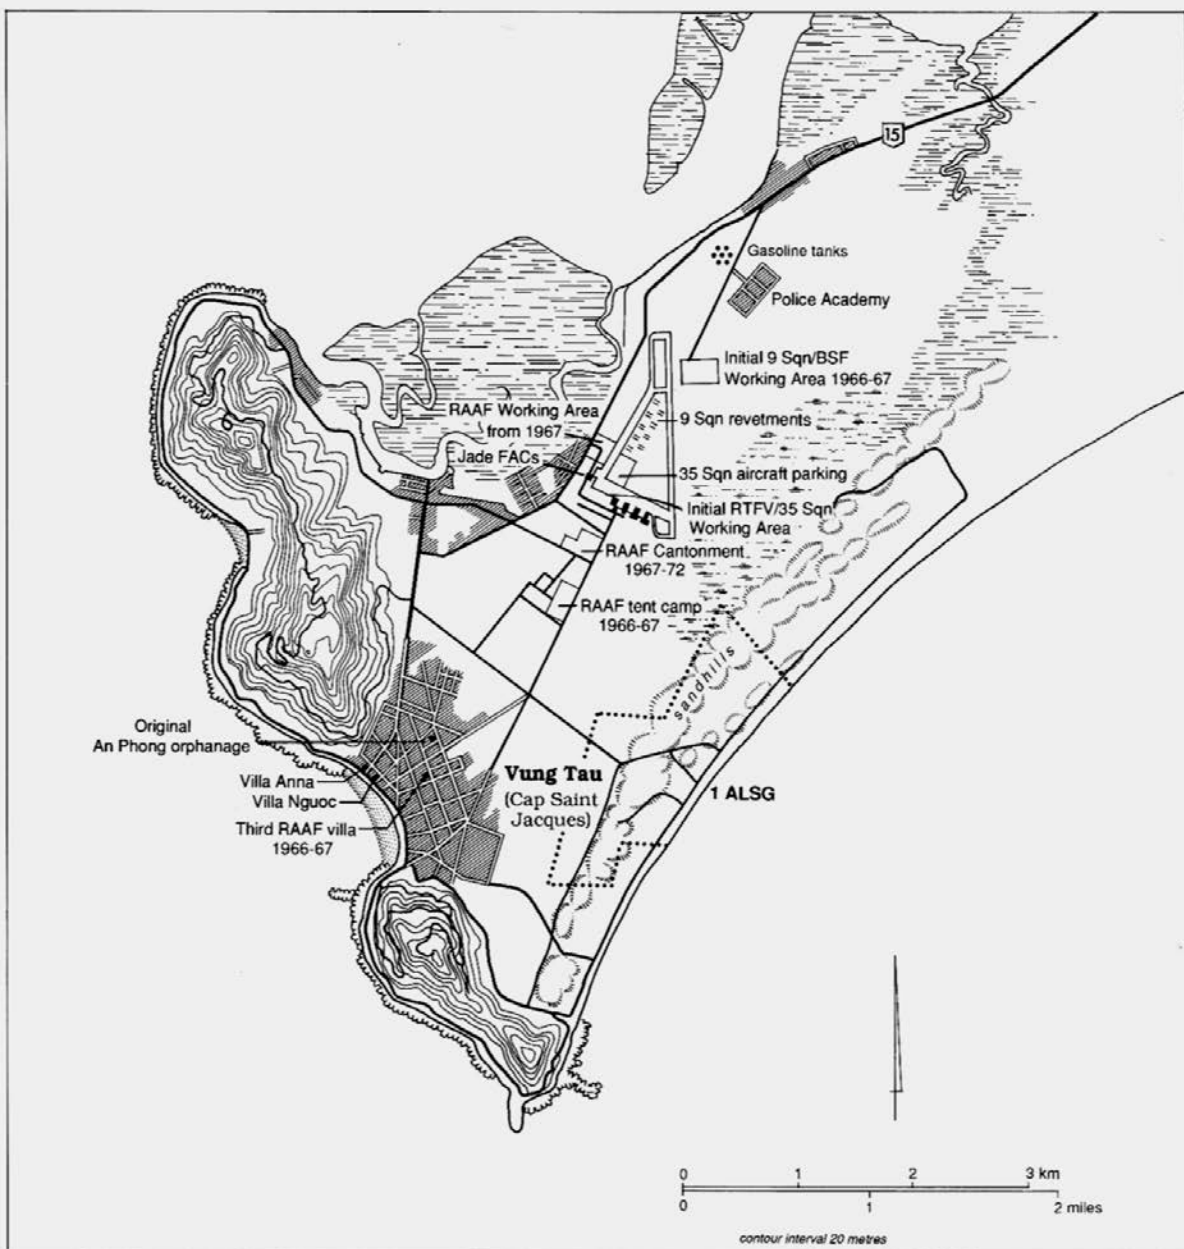 15
Gasoline tanks
Police Academy
Initial 9 Sqn/BSF
Working Area 1966-67
RAAF Working Area
from 1967
9 Sqn revetments
Jade FACs
35 Sqn aircraft parking
Initial RTFV/35 Sqn
Working Area
RAAF Cantonment
1967-72
RAAF tent camp
1966-67
sandhills
Original
An Phong orphanage
Villa Anna
Villa Nguoc
Third RAAF villa
1966-67
Vung Tau
(Cap Saint
Jacques)
1 ALSG
0 1 2 3 km
0 1 2 miles
contour interval 20 metres